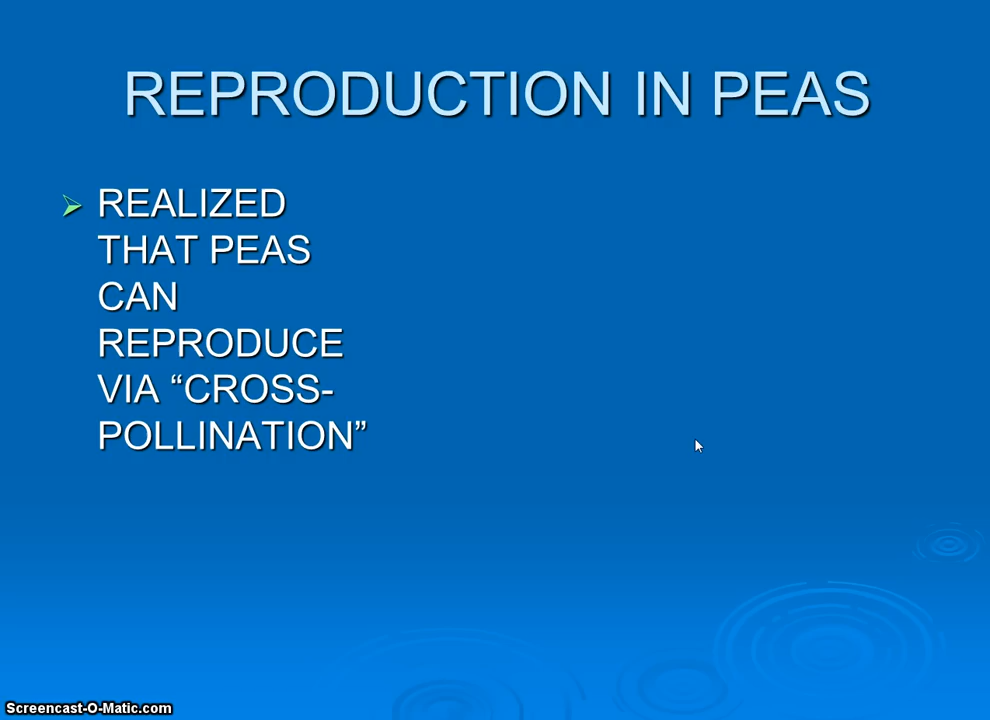 REPRODUCTION IN PEAS
REALIZED
THAT PEAS
CAN
REPRODUCE
VIA “CROSS-
POLLINATION”
Screencast-O-Matic.com